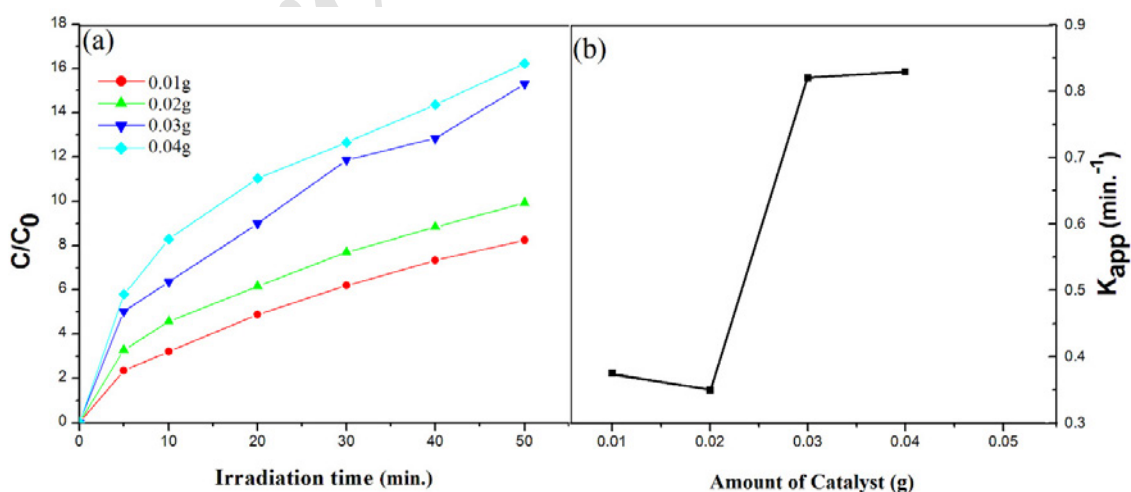 (a)
0.01g
0.02g
0.03g
0.04g
18
16
14
12
10
8
6
4
2
0
C/C0
0 10 20 30 40 50
Irradiation time (min.)
(b)
0.9
0.8
0.7
0.6
0.5
0.4
0.3
Kapp (min.-1)
0.01 0.02 0.03 0.04 0.05
Amount of Catalyst (g)